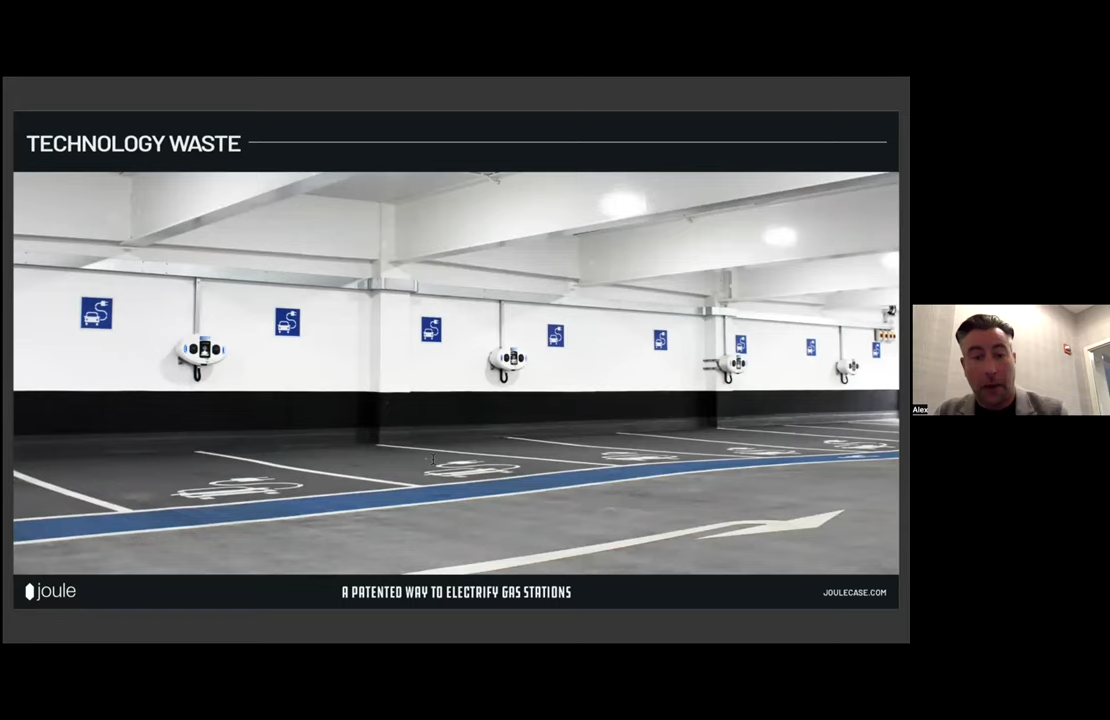 TECHNOLOGY WASTE
Alex
joule
A PATENTED WAY TO ELECTRIFY GAS STATIONS
JOULECASE.COM